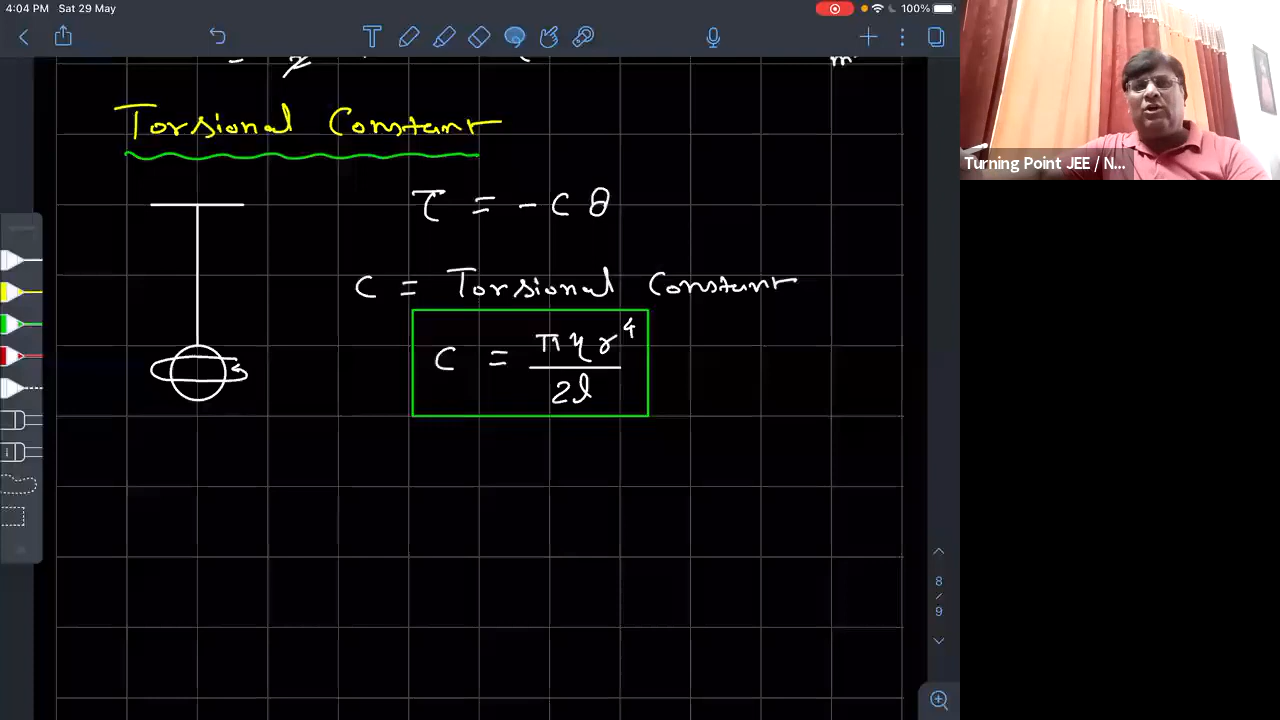 4:04 PM Sat 29 May
100%
Turning Point JEE / N...
Torsional Constant
τ = - C θ
C = Torsional Constant
C = πηr⁴/2l
8
/
9